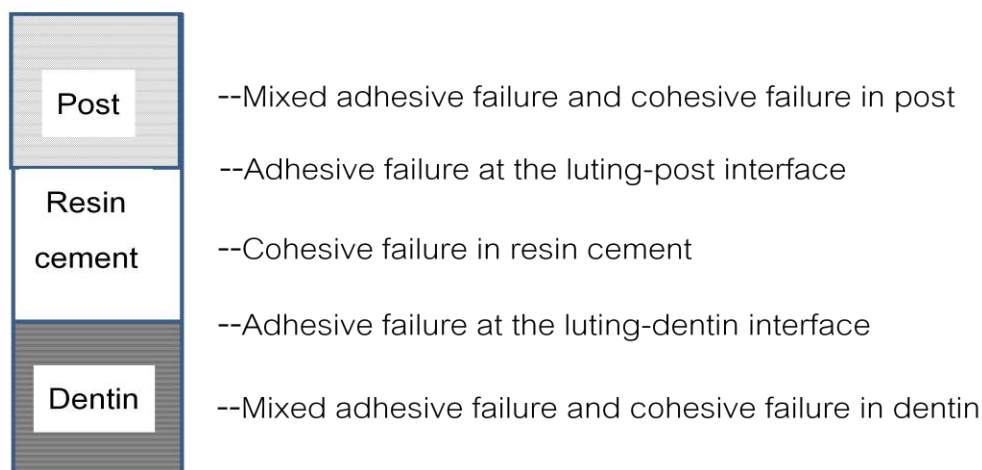 Post
--Mixed adhesive failure and cohesive failure in post
--Adhesive failure at the luting-post interface
Resin
cement
--Cohesive failure in resin cement
--Adhesive failure at the luting-dentin interface
Dentin
--Mixed adhesive failure and cohesive failure in dentin